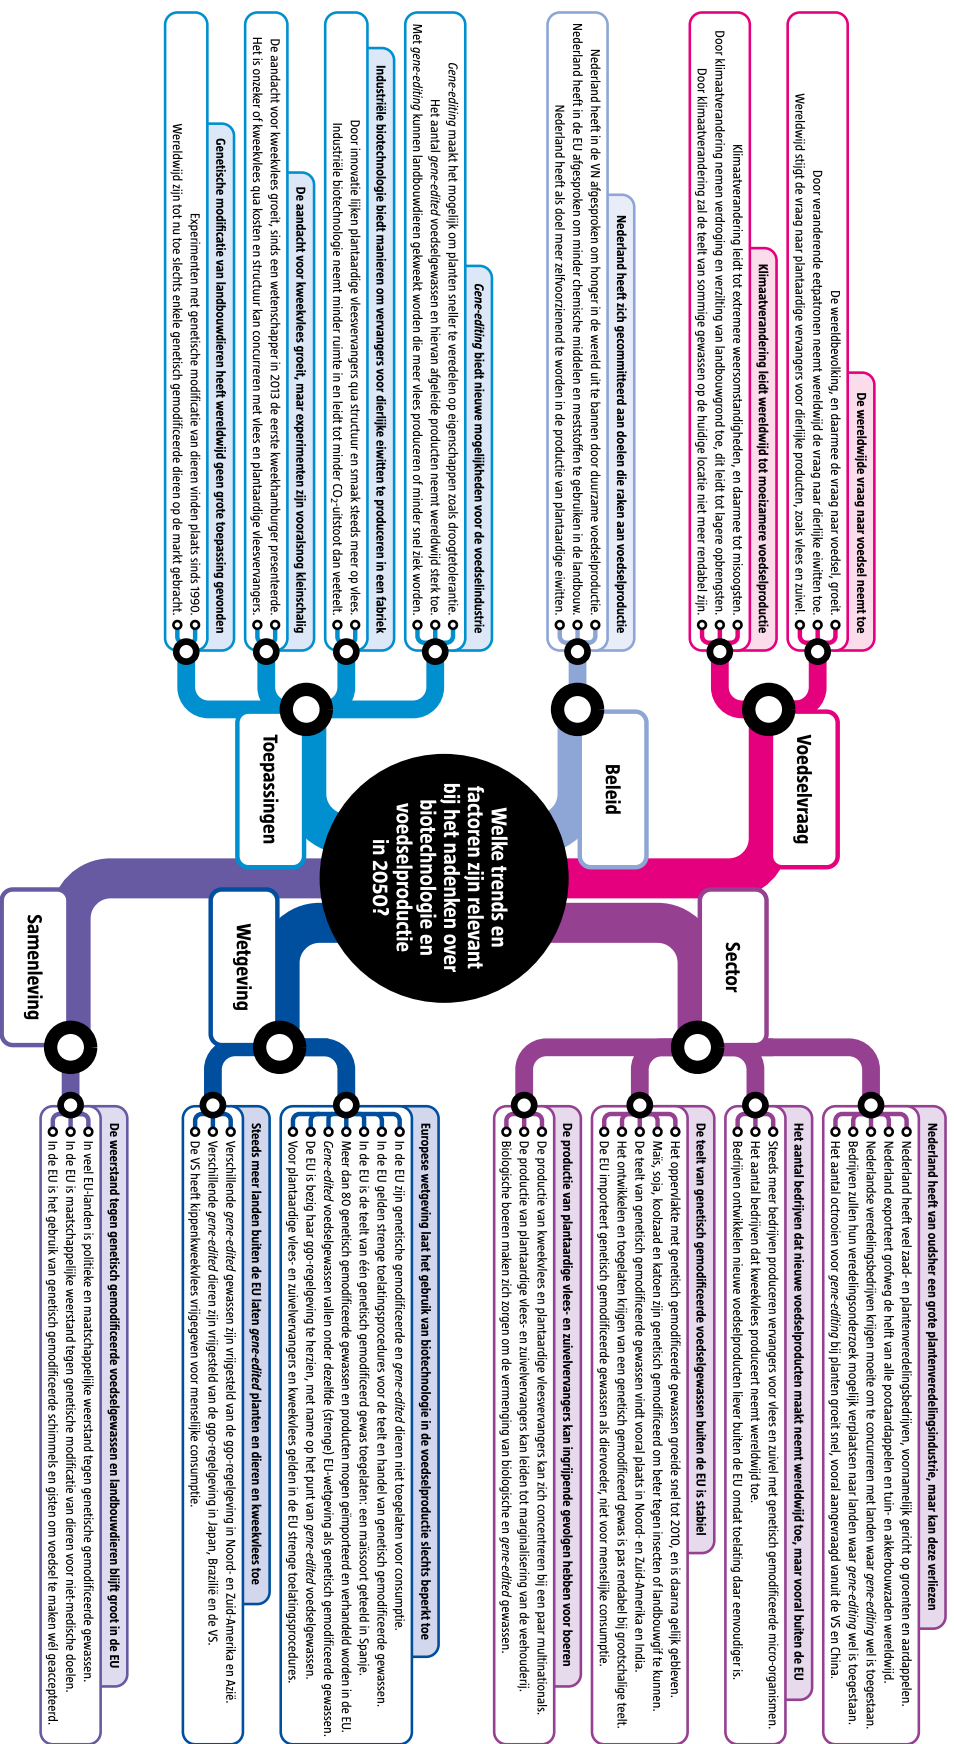 Welke trends en
factoren zijn relevant
bij het nadenken over
biotechnologie en
voedselproductie
in 2050?
Voedselvraag
De wereldwijde vraag naar voedsel neemt toe
De wereldbevolking, en daarmee de vraag naar voedsel, groeit.
Door veranderende eetpatronen neemt wereldwijd de vraag naar dierlijke eiwitten toe.
Wereldwijd stijgt de vraag naar plantaardige vervangers voor dierlijke producten, zoals vlees en zuivel.
Klimaatverandering leidt wereldwijd tot moeizamere voedselproductie
Klimaatverandering leidt tot extremere weersomstandigheden, en daarmee tot misoogsten.
Door klimaatverandering nemen verdroging en verzilting van landbouwgrond toe, dit leidt tot lagere opbrengsten.
Door klimaatverandering zal de teelt van sommige gewassen op de huidige locatie niet meer rendabel zijn.
Beleid
Nederland heeft zich gecommitteerd aan doelen die raken aan voedselproductie
Nederland heeft in de VN afgesproken om honger in de wereld uit te bannen door duurzame voedselproductie.
Nederland heeft in de EU afgesproken om minder chemische middelen en meststoffen te gebruiken in de landbouw.
Nederland heeft als doel meer zelfvoorzienend te worden in de productie van plantaardige eiwitten.
Toepassingen
Gene-editing biedt nieuwe mogelijkheden voor de voedselindustrie
Gene-editing maakt het mogelijk om planten sneller te veredelen op eigenschappen zoals droogtetolerantie.
Het aantal gene-edited voedselgewassen en hiervan afgeleide producten neemt wereldwijd sterk toe.
Met gene-editing kunnen landbouwdieren gekweekt worden die meer vlees produceren of minder snel ziek worden.
Industriële biotechnologie biedt manieren om vervangers voor dierlijke eiwitten te produceren in een fabriek
Door innovatie lijken plantaardige vleesvervangers qua structuur en smaak steeds meer op vlees.
Industriële biotechnologie neemt minder ruimte in en leidt tot minder CO2-uitstoot dan veeteelt.
De aandacht voor kweekvlees groeit, maar experimenten zijn vooralsnog kleinschalig
De aandacht voor kweekvlees groeit, sinds een wetenschapper in 2013 de eerste kweekhamburger presenteerde.
Het is onzeker of kweekvlees qua kosten en structuur kan concurreren met vlees en plantaardige vleesvervangers.
Genetische modificatie van landbouwdieren heeft wereldwijd geen grote toepassing gevonden
Experimenten met genetische modificatie van dieren vinden plaats sinds 1990.
Wereldwijd zijn tot nu toe slechts enkele genetisch gemodificeerde dieren op de markt gebracht.
Sector
Nederland heeft van oudsher een grote plantenveredelingsindustrie, maar kan deze verliezen
Nederland heeft veel zaad- en plantenveredelingsbedrijven, voornamelijk gericht op groenten en aardappelen.
Nederland exporteert grofweg de helft van alle pootaardappelen en tuin- en akkerbouwzaden wereldwijd.
Nederlandse veredelingsbedrijven krijgen moeite om te concurreren met landen waar gene-editing wel is toegestaan.
Bedrijven zullen hun veredelingsonderzoek mogelijk verplaatsen naar landen waar gene-editing wel is toegestaan.
Het aantal octrooien voor gene-editing bij planten groeit snel, vooral aangevraagd vanuit de VS en China.
Het aantal bedrijven dat nieuwe voedselproducten maakt neemt wereldwijd toe, maar vooral buiten de EU
Steeds meer bedrijven produceren vervangers voor vlees en zuivel met genetisch gemodificeerde micro-organismen.
Het aantal bedrijven dat kweekvlees produceert neemt wereldwijd toe.
Bedrijven ontwikkelen nieuwe voedselproducten liever buiten de EU omdat toelating daar eenvoudiger is.
De teelt van genetisch gemodificeerde voedselgewassen buiten de EU is stabiel
Het oppervlakte met genetisch gemodificeerde gewassen groeide snel tot 2010, en is daarna gelijk gebleven.
Maïs, soja, koolzaad en katoen zijn genetisch gemodificeerd om beter tegen insecten of landbouwgif te kunnen.
De teelt van genetisch gemodificeerde gewassen vindt vooral plaats in Noord- en Zuid-Amerika en India.
Het ontwikkelen en toegelaten krijgen van een genetisch gemodificeerd gewas is pas rendabel bij grootschalige teelt.
De EU importeert genetisch gemodificeerde gewassen als diervoeder, niet voor menselijke consumptie.
De productie van plantaardige vlees- en zuivelvervangers kan ingrijpende gevolgen hebben voor boeren
De productie van kweekvlees en plantaardige vleesvervangers kan zich concentreren bij een paar multinationals.
De productie van plantaardige vlees- en zuivelvervangers kan leiden tot marginalisering van de veehouderij.
Biologische boeren maken zich zorgen om de vermenging van biologische en gene-edited gewassen.
Wetgeving
Europese wetgeving laat het gebruik van biotechnologie in de voedselproductie slechts beperkt toe
In de EU zijn genetische gemodificeerde en gene-edited dieren niet toegelaten voor consumptie.
In de EU gelden strenge toelatingsprocedures voor de teelt en handel van genetisch gemodificeerde gewassen.
In de EU is de teelt van één genetisch gemodificeerd gewas toegelaten: een maïssoort geteeld in Spanje.
Meer dan 80 genetisch gemodificeerde gewassen en producten mogen geïmporteerd en verhandeld worden in de EU.
Gene-edited voedselgewassen vallen onder dezelfde (strenge) EU-wetgeving als genetisch gemodificeerde gewassen.
De EU is bezig haar ggo-regelgeving te herzien, met name op het punt van gene-edited voedselgewassen.
Voor plantaardige vlees- en zuivelvervangers en kweekvlees gelden in de EU strenge toelatingsprocedures.
Steeds meer landen buiten de EU laten gene-edited planten en dieren en kweekvlees toe
Verschillende gene-edited gewassen zijn vrijgesteld van de ggo-regelgeving in Noord- en Zuid-Amerika en Azië.
Verschillende gene-edited dieren zijn vrijgesteld van de ggo-regelgeving in Japan, Brazilië en de VS.
De VS heeft kippenkweekvlees vrijgegeven voor menselijke consumptie.
Samenleving
De weerstand tegen genetisch gemodificeerde voedselgewassen en landbouwdieren blijft groot in de EU
In veel EU-landen is politieke en maatschappelijke weerstand tegen genetische gemodificeerde gewassen.
In de EU is maatschappelijke weerstand tegen genetische modificatie van dieren voor niet-medische doelen.
In de EU is het gebruik van genetisch gemodificeerde schimmels en gisten om voedsel te maken wél geaccepteerd.